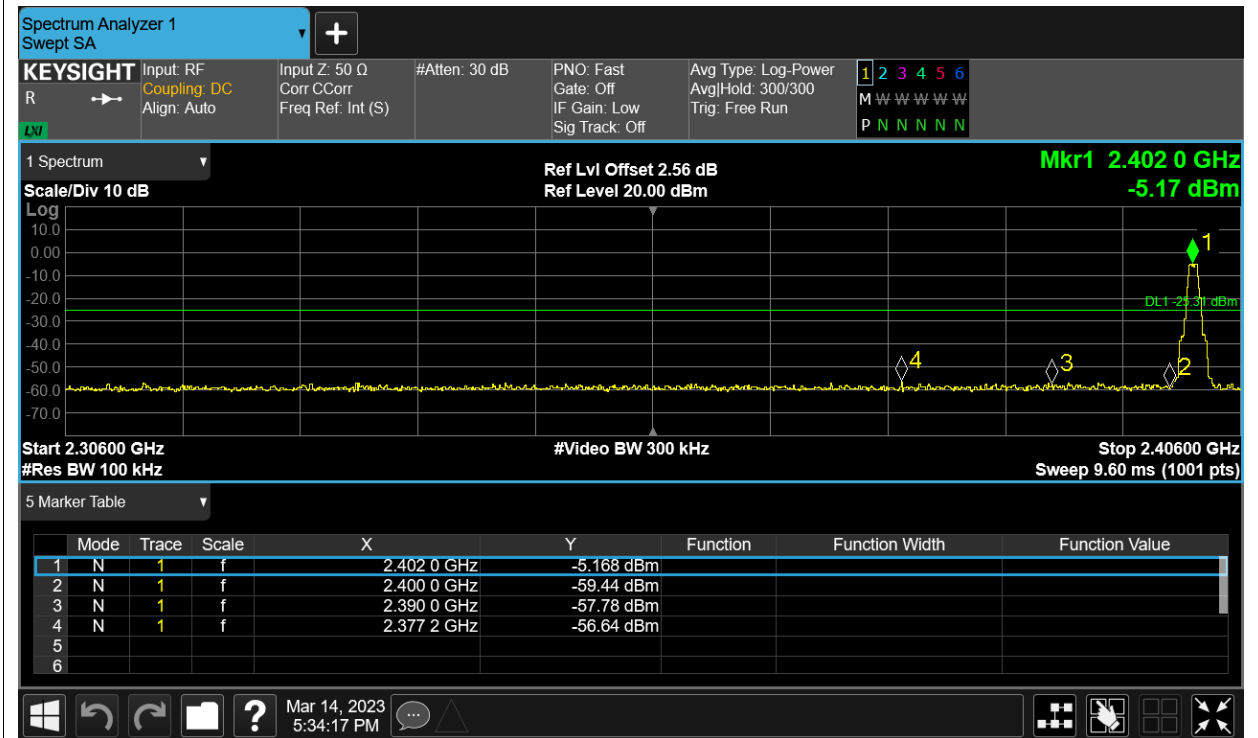 Spectrum Analyzer 1
Swept SA
+
KEYSIGHT
R
LXI
Input: RF
Coupling: DC
Align: Auto
Input Z: 50 Ω
Corr CCorr
Freq Ref: Int (S)
#Atten: 30 dB
PNO: Fast
Gate: Off
IF Gain: Low
Sig Track: Off
Avg Type: Log-Power
Avg|Hold: 300/300
Trig: Free Run
1 2 3 4 5 6
M W W W W W
P N N N N N
1 Spectrum
Scale/Div 10 dB
Ref Lvl Offset 2.56 dB
Ref Level 20.00 dBm
Mkr1 2.402 0 GHz
-5.17 dBm
Log
10.0
0.00
-10.0
-20.0
-30.0
-40.0
-50.0
-60.0
-70.0
1
DL1 -25.31 dBm
4
3
2
Start 2.30600 GHz
#Video BW 300 kHz
Stop 2.40600 GHz
#Res BW 100 kHz
Sweep 9.60 ms (1001 pts)
5 Marker Table
Mode Trace Scale X Y Function Function Width Function Value
1 N 1 f 2.402 0 GHz -5.168 dBm
2 N 1 f 2.400 0 GHz -59.44 dBm
3 N 1 f 2.390 0 GHz -57.78 dBm
4 N 1 f 2.377 2 GHz -56.64 dBm
5
6
?
Mar 14, 2023
5:34:17 PM